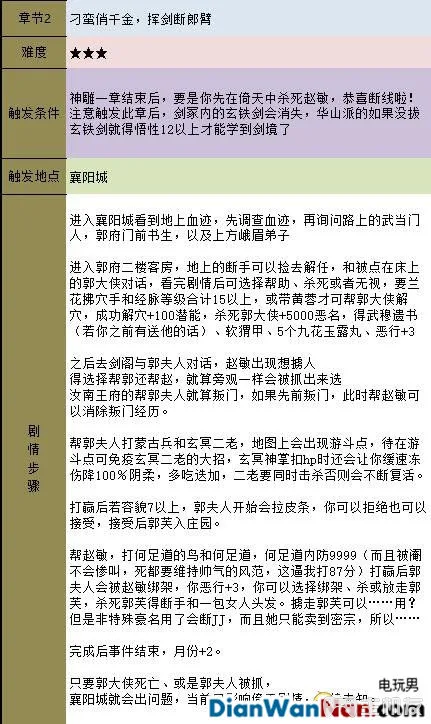 章节2
刁蛮俏千金，挥剑断郎臂
难度
★★★
触发条件
神雕一章结束后，要是你先在倚天中杀死赵敏，恭喜断线啦！
注意触发此章后，剑冢内的玄铁剑会消失，华山派的如果没拔
玄铁剑就得悟性12以上才能学到剑境了
触发地点
襄阳城
剧情步骤
进入襄阳城看到地上血迹，先调查血迹，再询问路上的武当门
人，郭府门前书生，以及上方峨眉弟子
进入郭府二楼客房，地上的断手可以捡去解任，和被点在床上
的郭大侠对话，看完剧情后可选择帮助、杀死或者无视，要兰
花拂穴手和经脉等级合计15以上，或带黄蓉才可帮郭大侠解
穴，成功解穴+100潜能，杀死郭大侠+5000恶名，得武穆遗书
（若你之前有送他的话）、软猬甲、5个九花玉露丸、恶行+3
之后去剑阁与郭夫人对话，赵敏出现想掳人
得选择帮郭还帮赵，就算旁观一样会被抓出来选
汝南王府的帮郭夫人就算叛门，如果先前叛门，此时帮赵敏可
以消除叛门经历。
帮郭夫人打蒙古兵和玄冥二老，地图上会出现游斗点，待在游
斗点可免疫玄冥二老的大招，玄冥神掌扣hp时还会让你缓速冻
伤降100%阴柔，多吃送加，二老要同时击杀否则会不断复活。
打赢后若容貌7以上，郭夫人开始会拉皮条，你可以拒绝也可以
接受，接受后郭芙入庄园。
帮赵敏，打何足道的鸟和何足道，何足道内防9999（而且被阉
不会惨叫，死都要维持帅气的风范，这逼我打87分）打赢后郭
夫人会被赵敏绑架，你恶行+3，你可以选择绑架、杀或放走郭
芙，杀死郭芙得断手和一包女人头发。掳走郭芙可以……用？
但是非特殊豪名用了会断JJ，而且她只能卖到密宗，所以……
完成后事件结束，月份+2。
只要郭大侠死亡、或是郭夫人被抓，
襄阳城就会出问题，当前
电玩男
DianWanNan.com